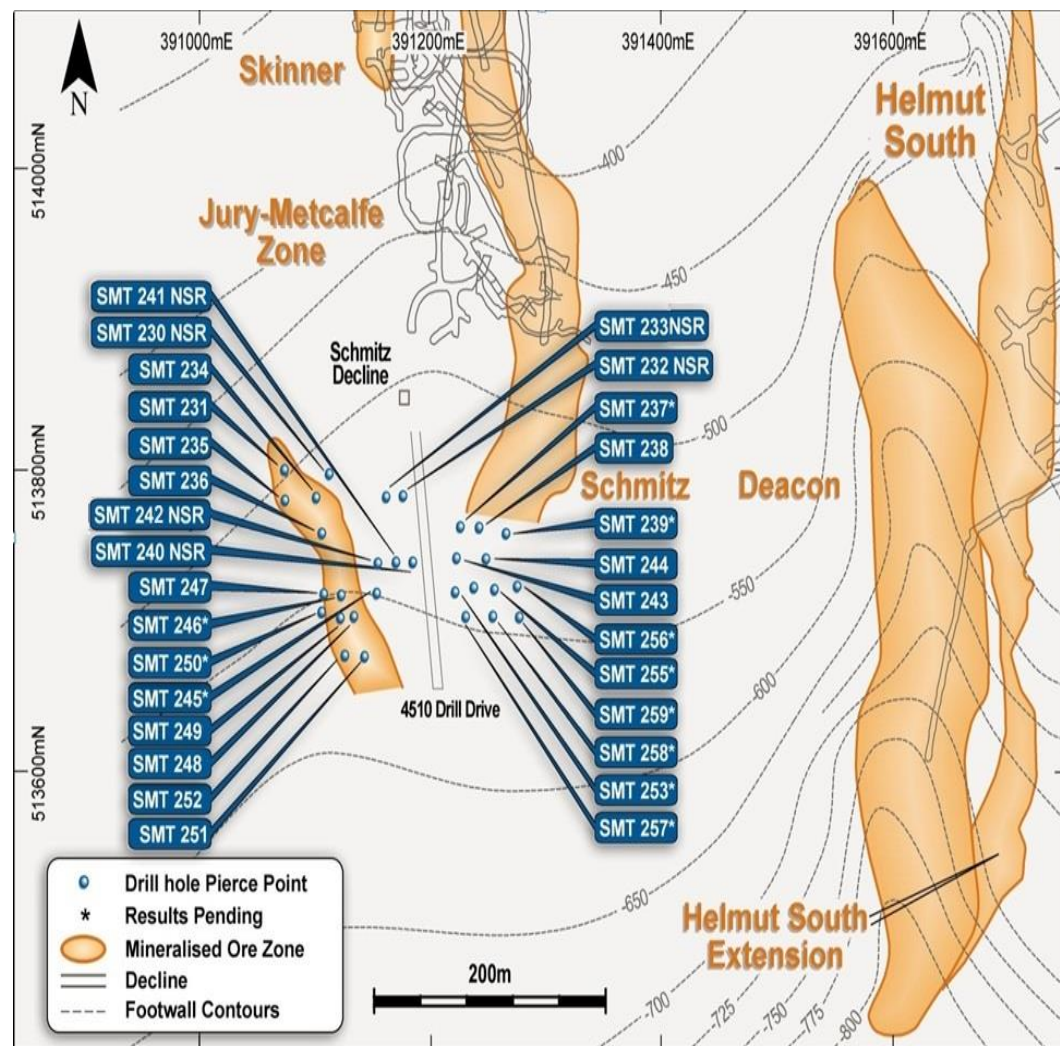 391000mE
391200mE
391400mE
391600mE
N
Skinner
Helmut
South
514000mN
-400
Jury-Metcalfe
Zone
-450
SMT 241 NSR
SMT 230 NSR
SMT 234
SMT 231
SMT 235
SMT 236
SMT 242 NSR
SMT 240 NSR
SMT 247
SMT 246*
SMT 250*
SMT 245*
SMT 249
SMT 248
SMT 252
SMT 251
Schmitz
Decline
SMT 233NSR
SMT 232 NSR
SMT 237*
SMT 238
-500
513800mN
Schmitz
Deacon
SMT 239*
SMT 244
SMT 243
SMT 256*
SMT 255*
SMT 259*
SMT 258*
SMT 253*
SMT 257*
-550
-600
4510 Drill Drive
513600mN
-650
Drill hole Pierce Point
* Results Pending
Mineralised Ore Zone
Decline
Footwall Contours
200m
Helmut South
Extension
-700
-725
-750
-775
-800